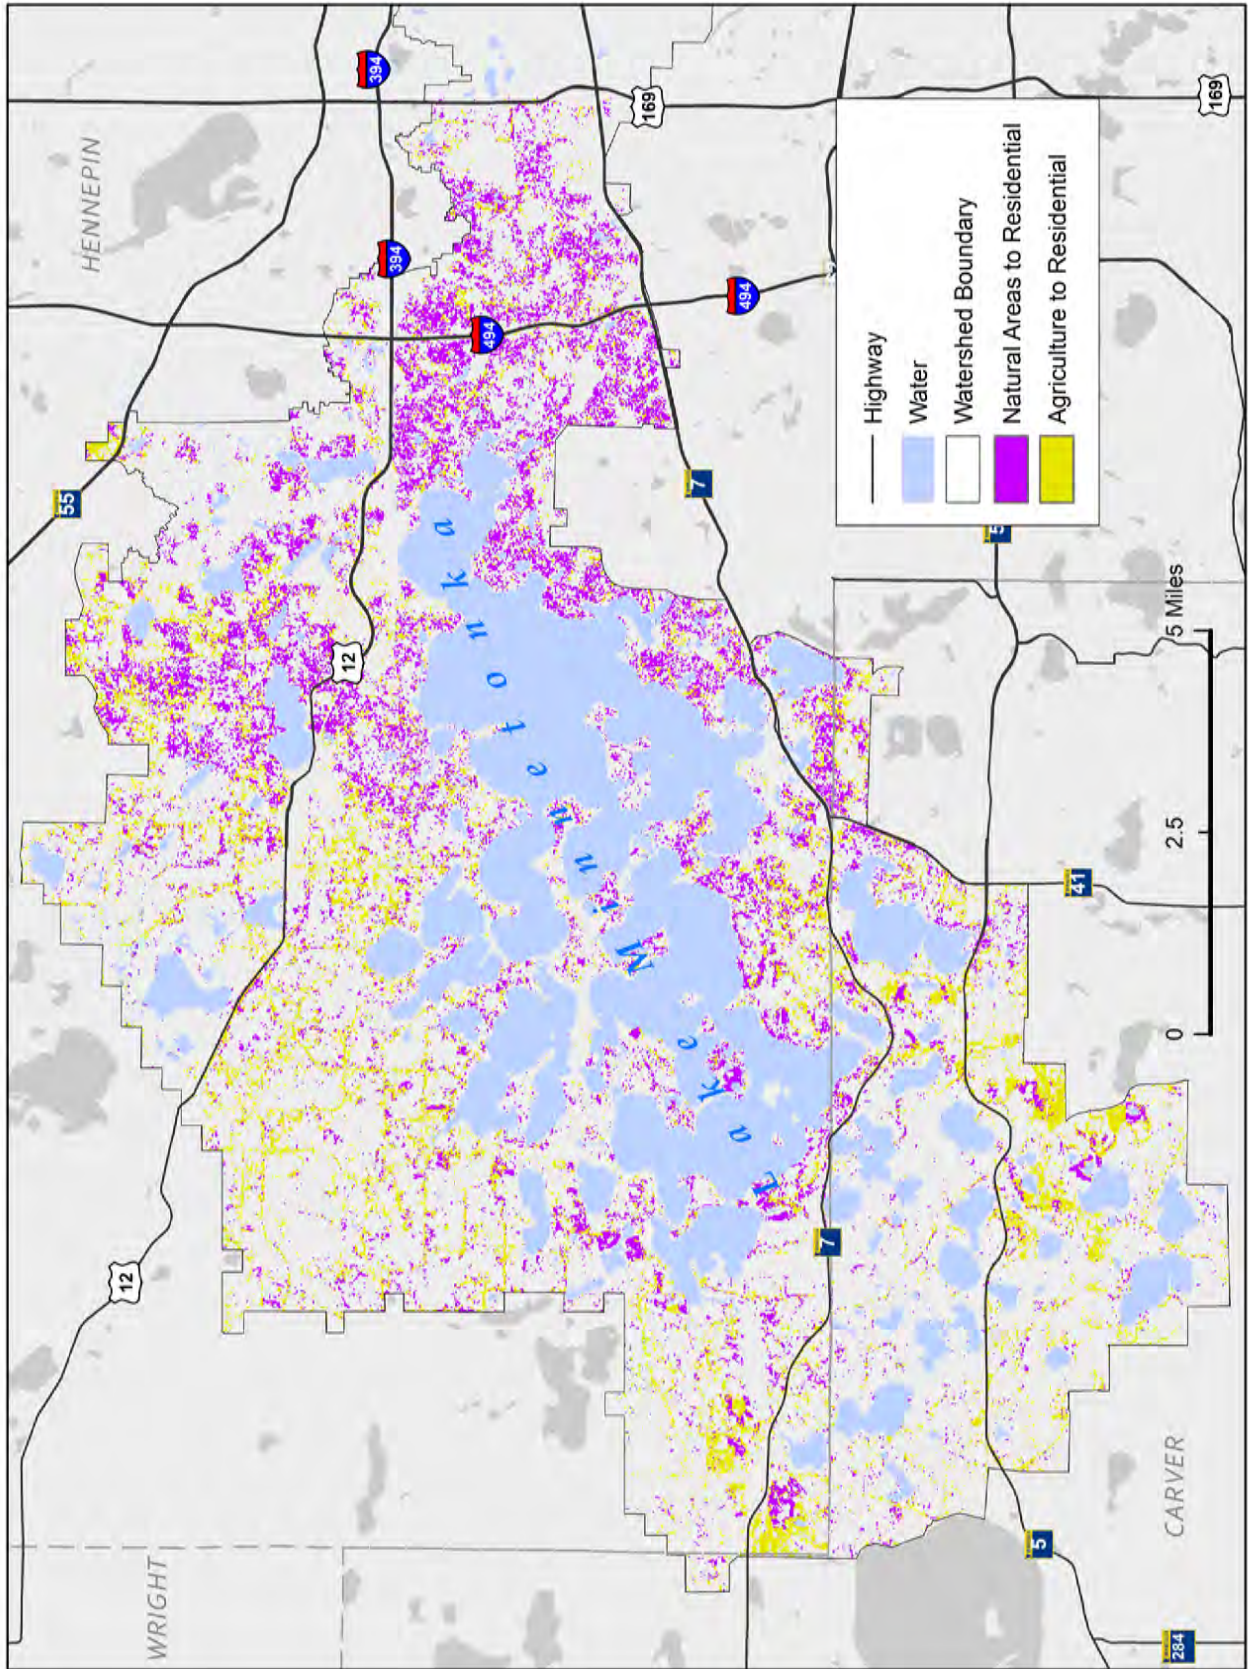 HENNEPIN
WRIGHT
CARVER
Lake Minnetonka
55
394
394
494
494
169
169
12
12
7
7
5
5
41
284
Highway
Water
Watershed Boundary
Natural Areas to Residential
Agriculture to Residential
0 2.5 5 Miles